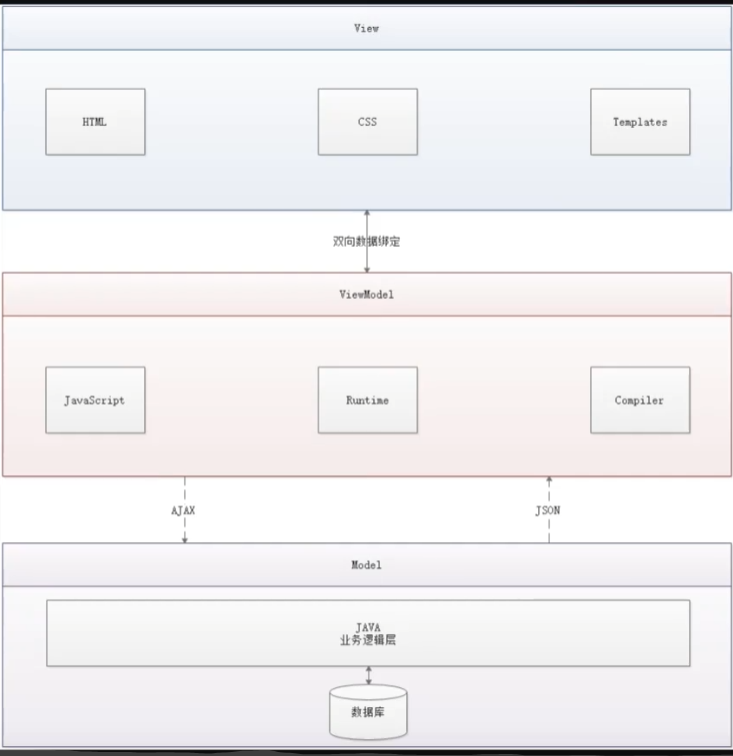 View
HTML
CSS
Templates
双向数据绑定
ViewModel
JavaScript
Runtime
Compiler
AJAX
JSON
Model
JAVA
业务逻辑层
数据库